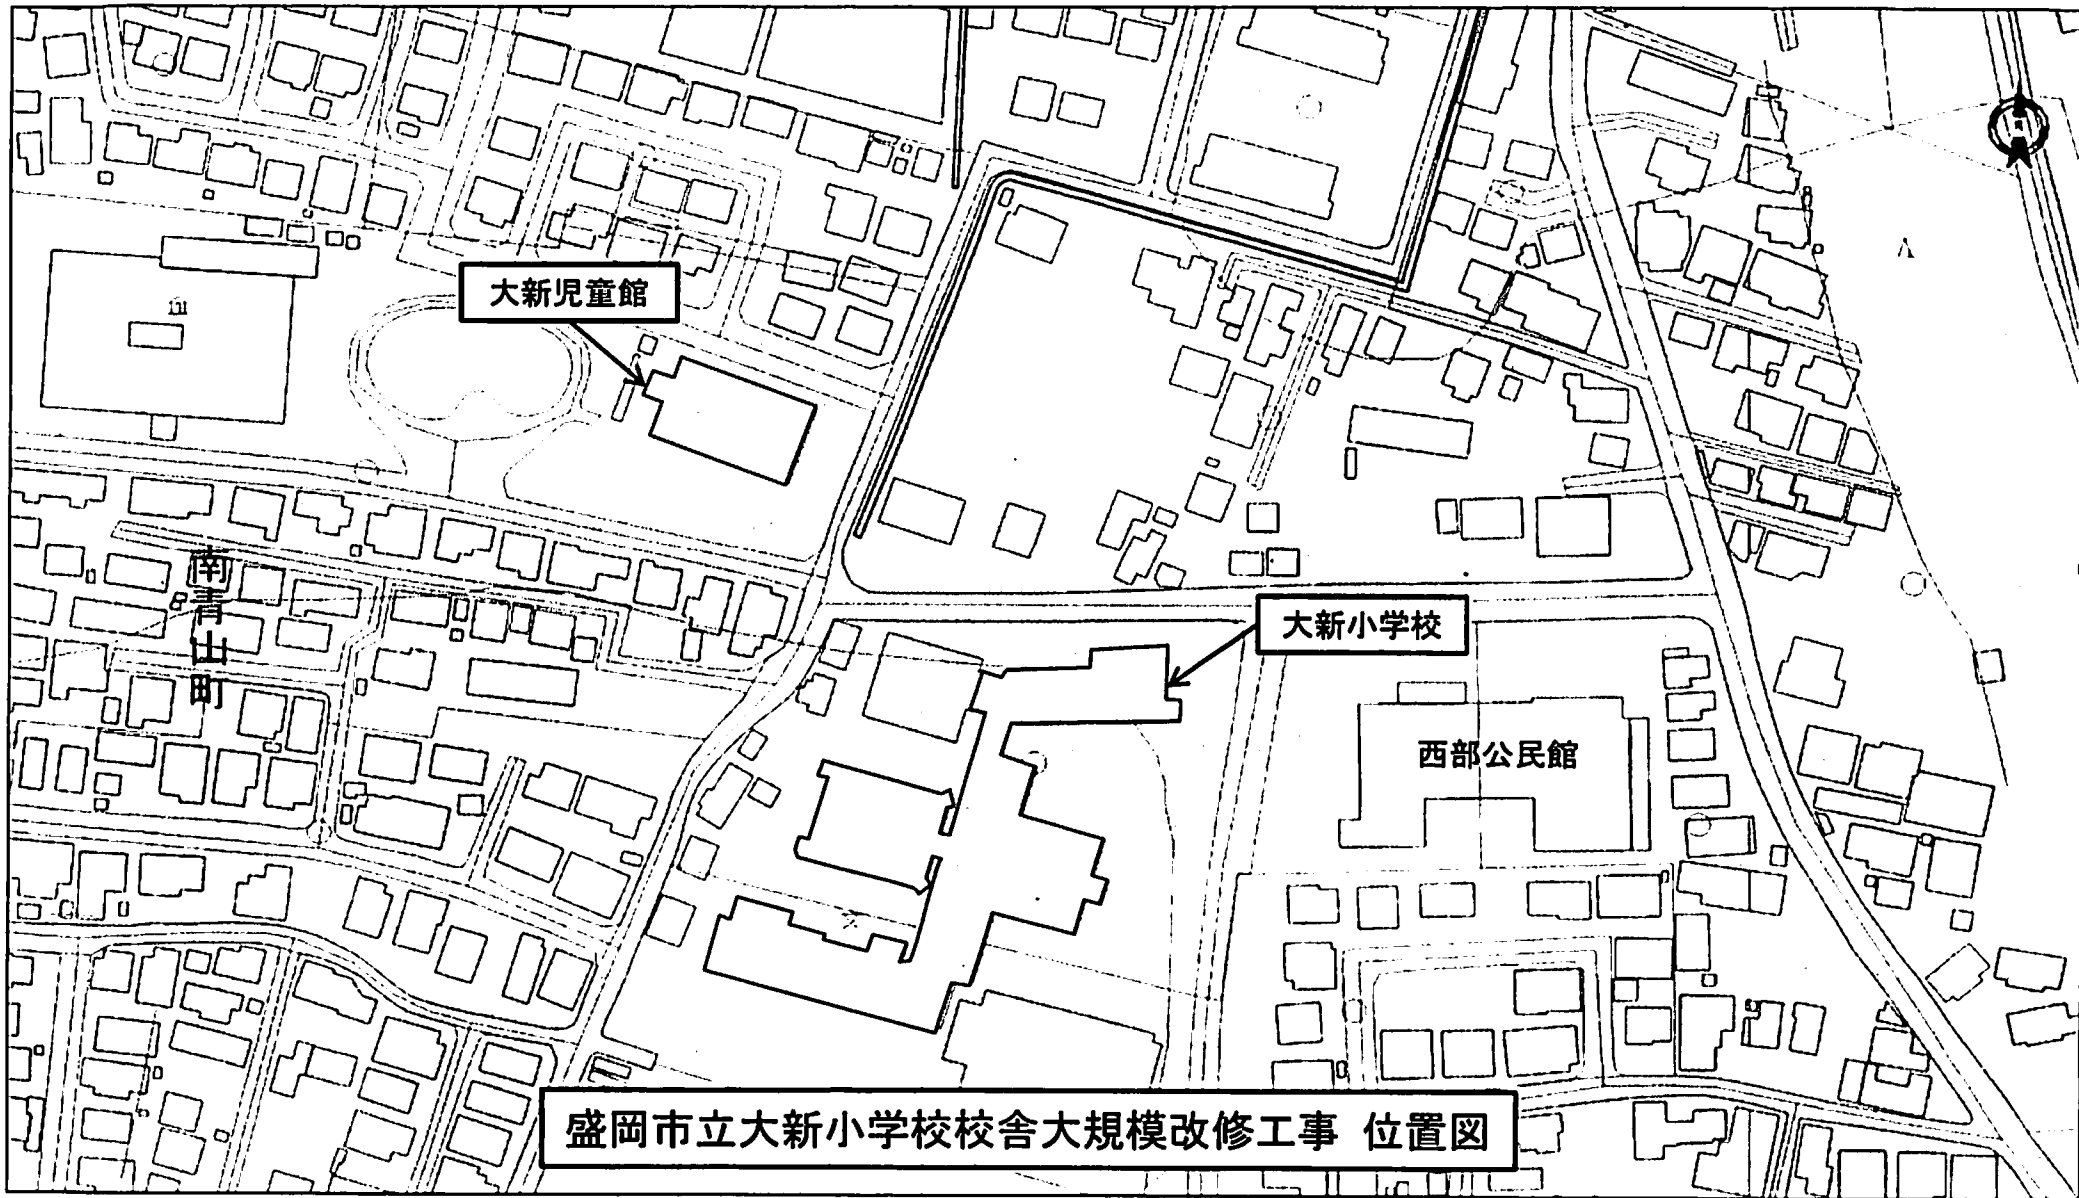 大新児童館
南青山町
大新小学校
西部公民館
盛岡市立大新小学校校舎大規模改修工事 位置図